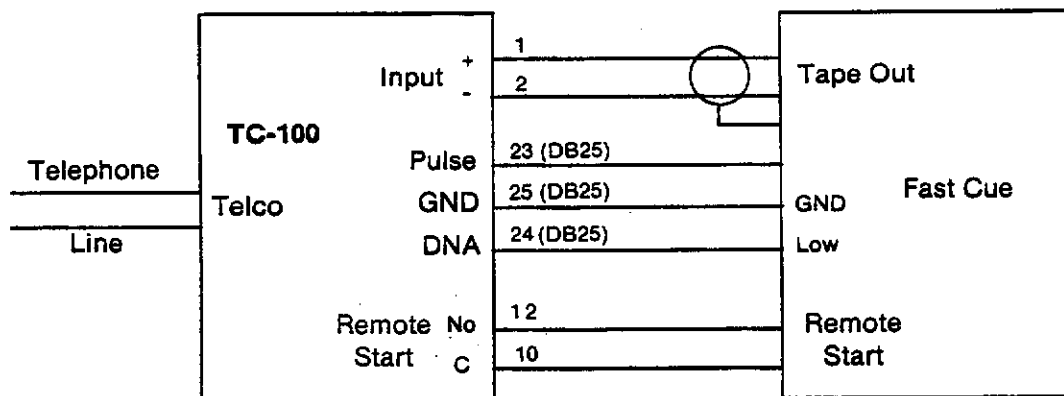 1
Input +
Tape Out
2
-
TC-100
Pulse
23 (DB25)
Telephone
Telco
GND
25 (DB25)
GND
Fast Cue
Line
DNA
24 (DB25)
Low
Remote No
12
Remote
Start
C
10
Start